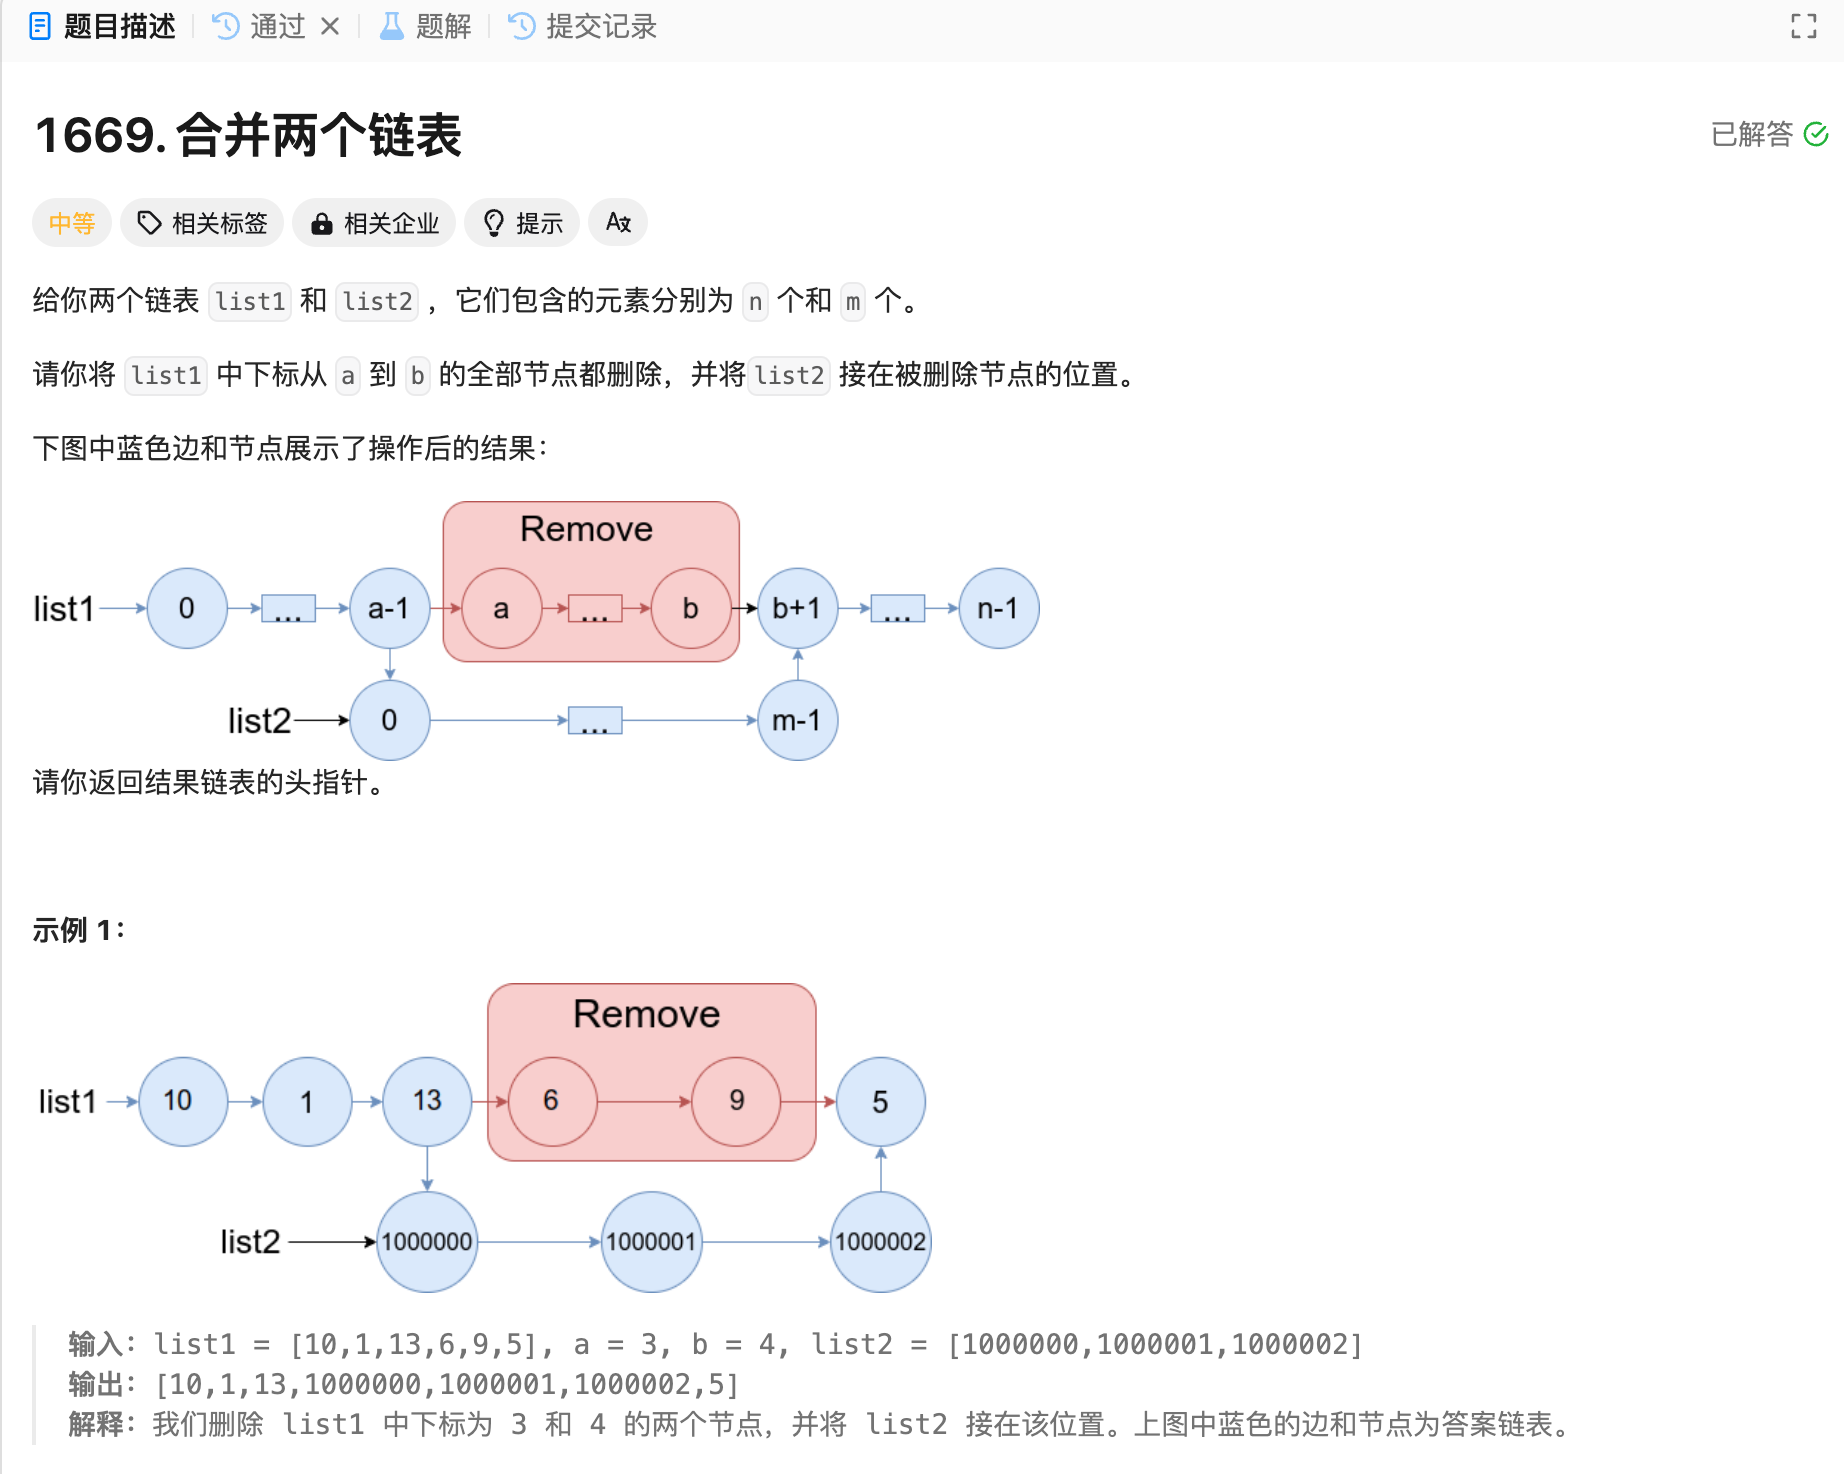 题目描述 通过 题解 提交记录
1669. 合并两个链表
已解答
中等 相关标签 相关企业 提示
给你两个链表 list1 和 list2 ，它们包含的元素分别为 n 个和 m 个。
请你将 list1 中下标从 a 到 b 的全部节点都删除，并将 list2 接在被删除节点的位置。
下图中蓝色边和节点展示了操作后的结果：
Remove
list1 0 ... a-1 a ... b b+1 ... n-1
list2 0 ... m-1
请你返回结果链表的头指针。
示例 1：
Remove
list1 10 1 13 6 9 5
list2 1000000 1000001 1000002
输入：list1 = [10,1,13,6,9,5], a = 3, b = 4, list2 = [1000000,1000001,1000002]
输出：[10,1,13,1000000,1000001,1000002,5]
解释：我们删除 list1 中下标为 3 和 4 的两个节点，并将 list2 接在该位置。上图中蓝色的边和节点为答案链表。